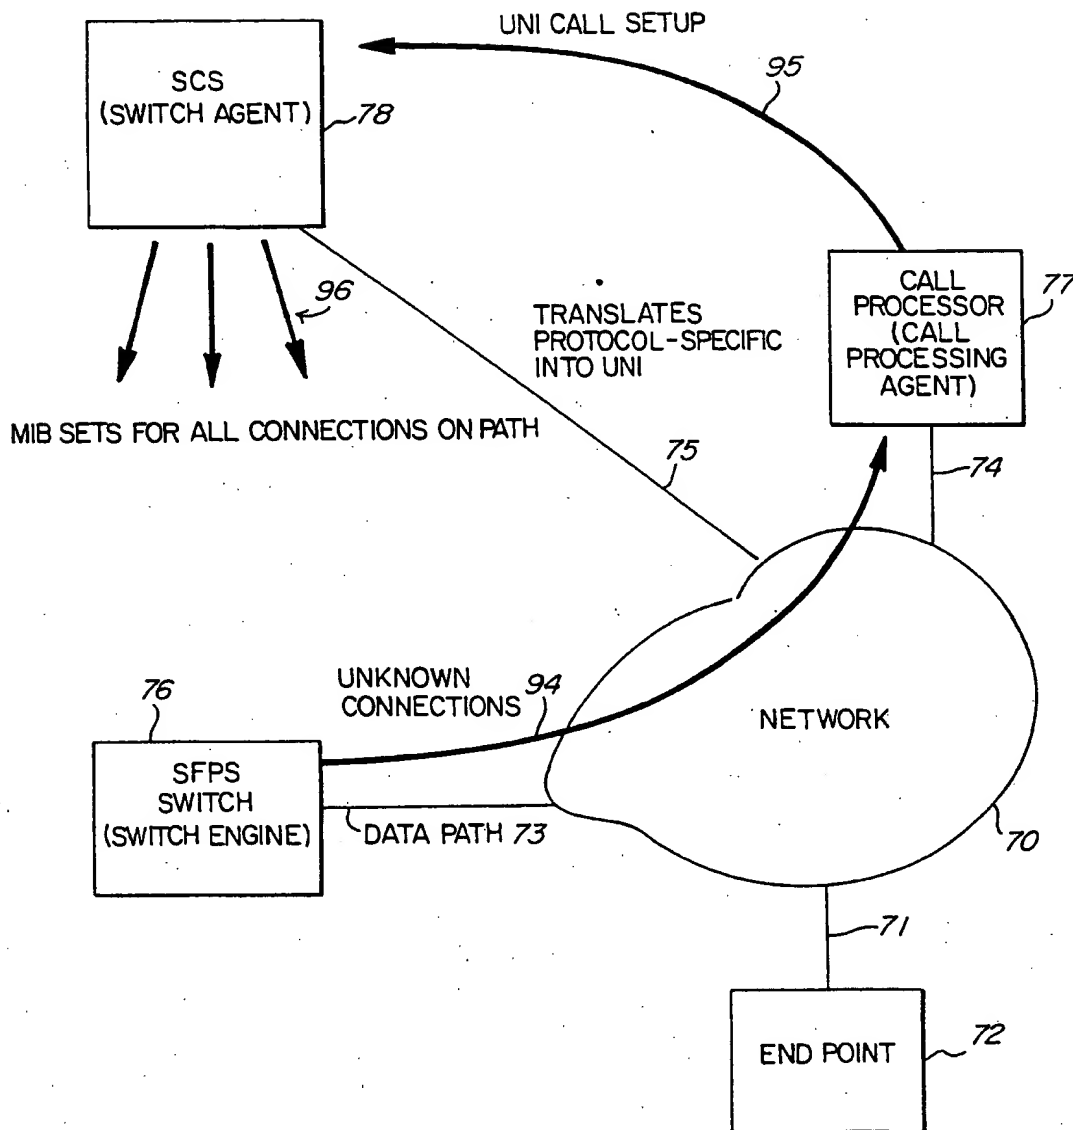 UNI CALL SETUP
95
SCS
(SWITCH AGENT)
78
96
CALL
PROCESSOR
(CALL
PROCESSING
AGENT)
77
TRANSLATES
PROTOCOL-SPECIFIC
INTO UNI
MIB SETS FOR ALL CONNECTIONS ON PATH
75
74
76
UNKNOWN
CONNECTIONS
94
NETWORK
SFPS
SWITCH
(SWITCH ENGINE)
DATA PATH 73
70
71
END POINT
72